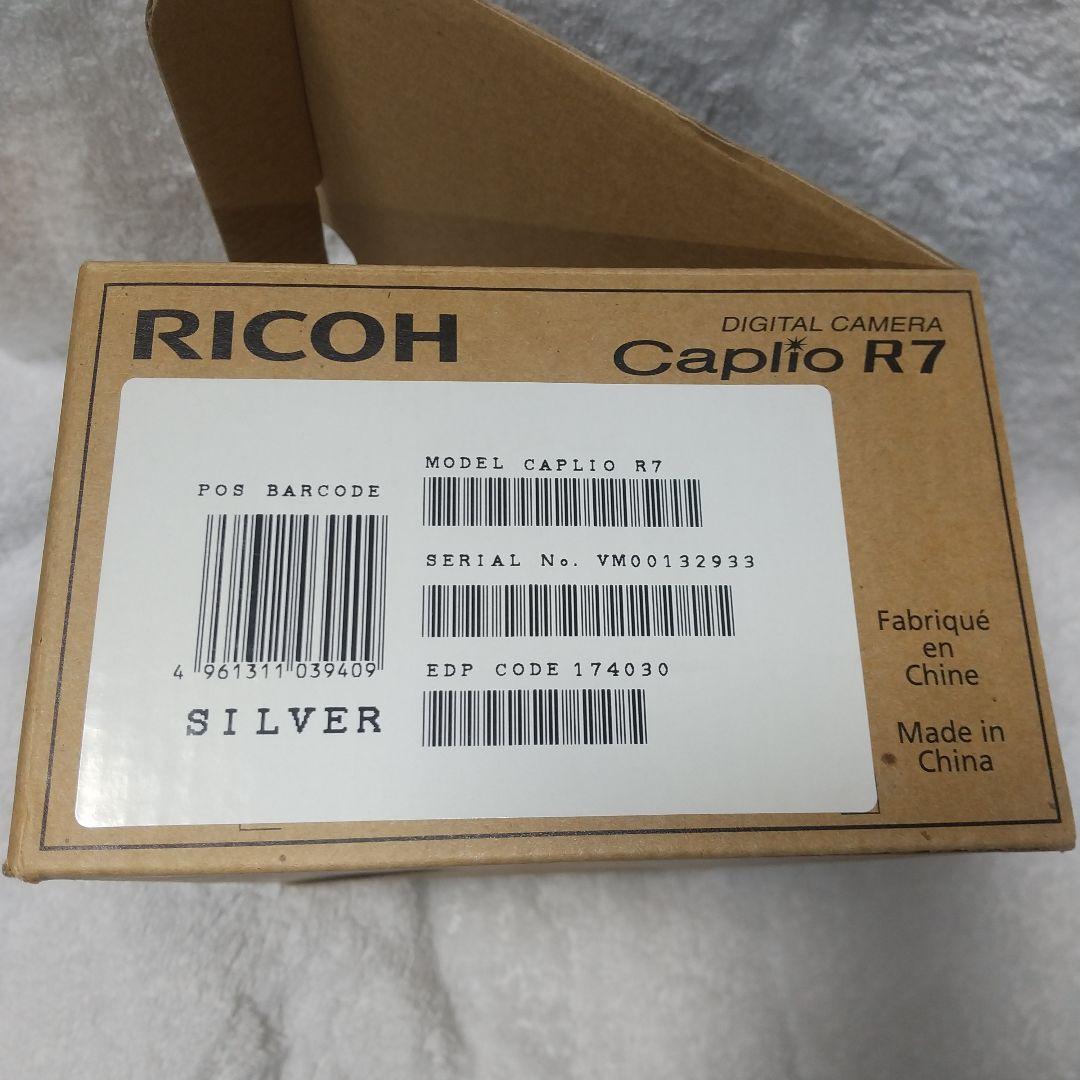 RICOH
DIGITAL CAMERA
Caplio R7
POS BARCODE
4 961311 039409
SILVER
MODEL CAPLIO R7
SERIAL No. VM00132933
EDP CODE 174030
Fabriqué
en
Chine
Made in
China